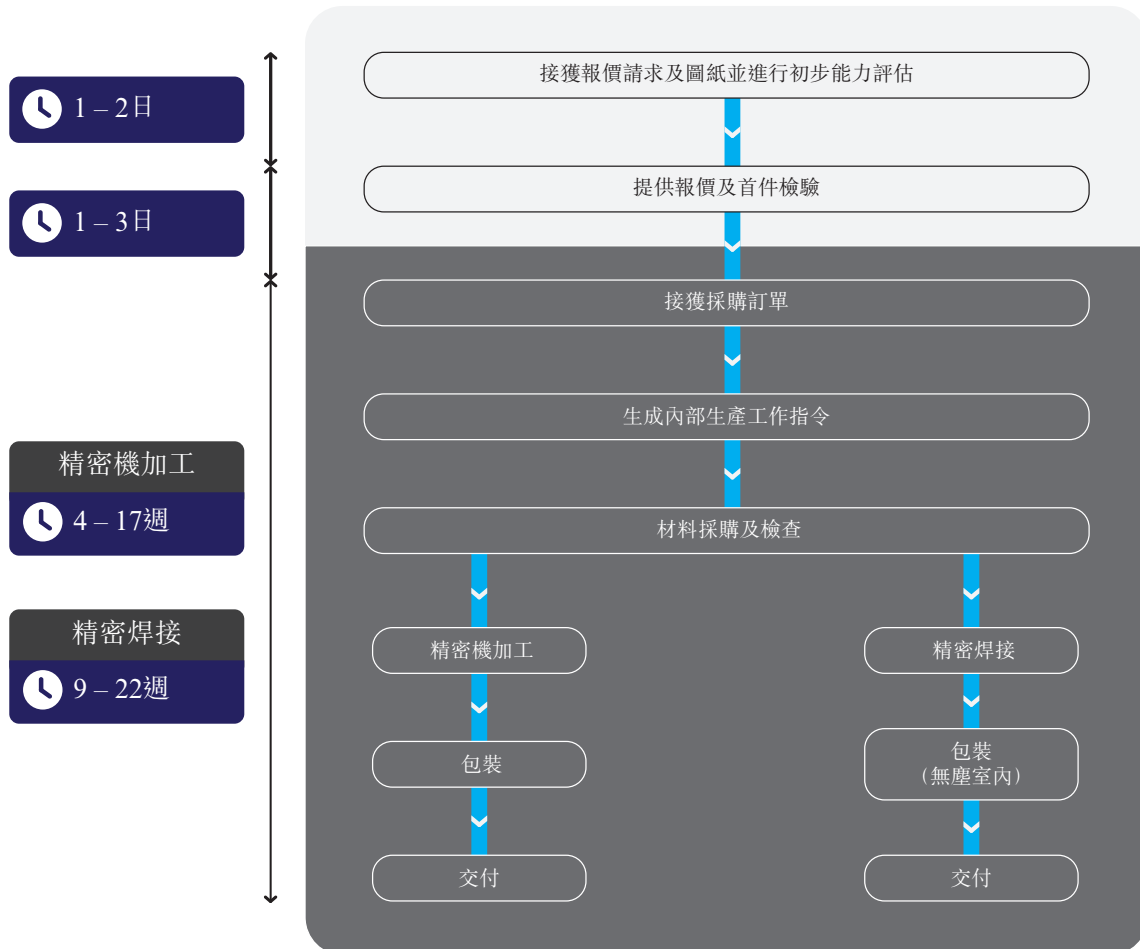 接獲報價請求及圖紙並進行初步能力評估
1 – 2日
提供報價及首件檢驗
1 – 3日
接獲採購訂單
生成內部生產工作指令
精密機加工
4 – 17週
材料採購及檢查
精密焊接
9 – 22週
精密機加工
精密焊接
包裝
包裝
（無塵室內）
交付
交付